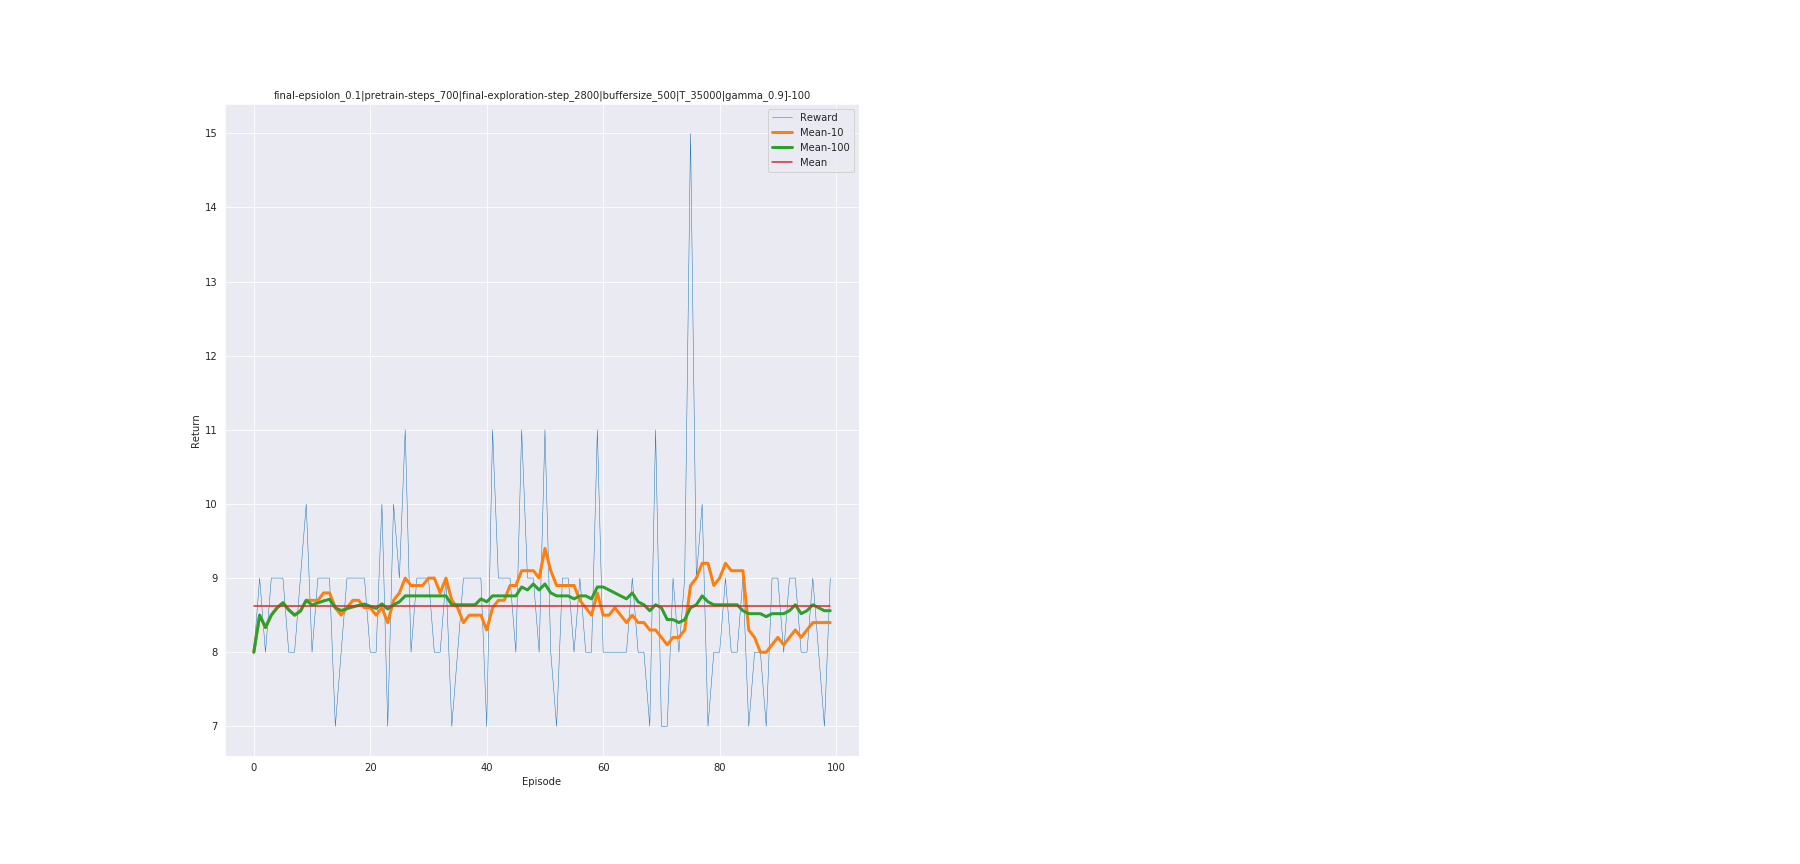 final-epsiolon_0.1|pretrain-steps_700|final-exploration-step_2800|buffersize_500|T_35000|gamma_0.9]-100
Reward
Mean-10
Mean-100
Mean
15
14
13
12
11
10
9
8
7
Return
0 20 40 60 80 100
Episode